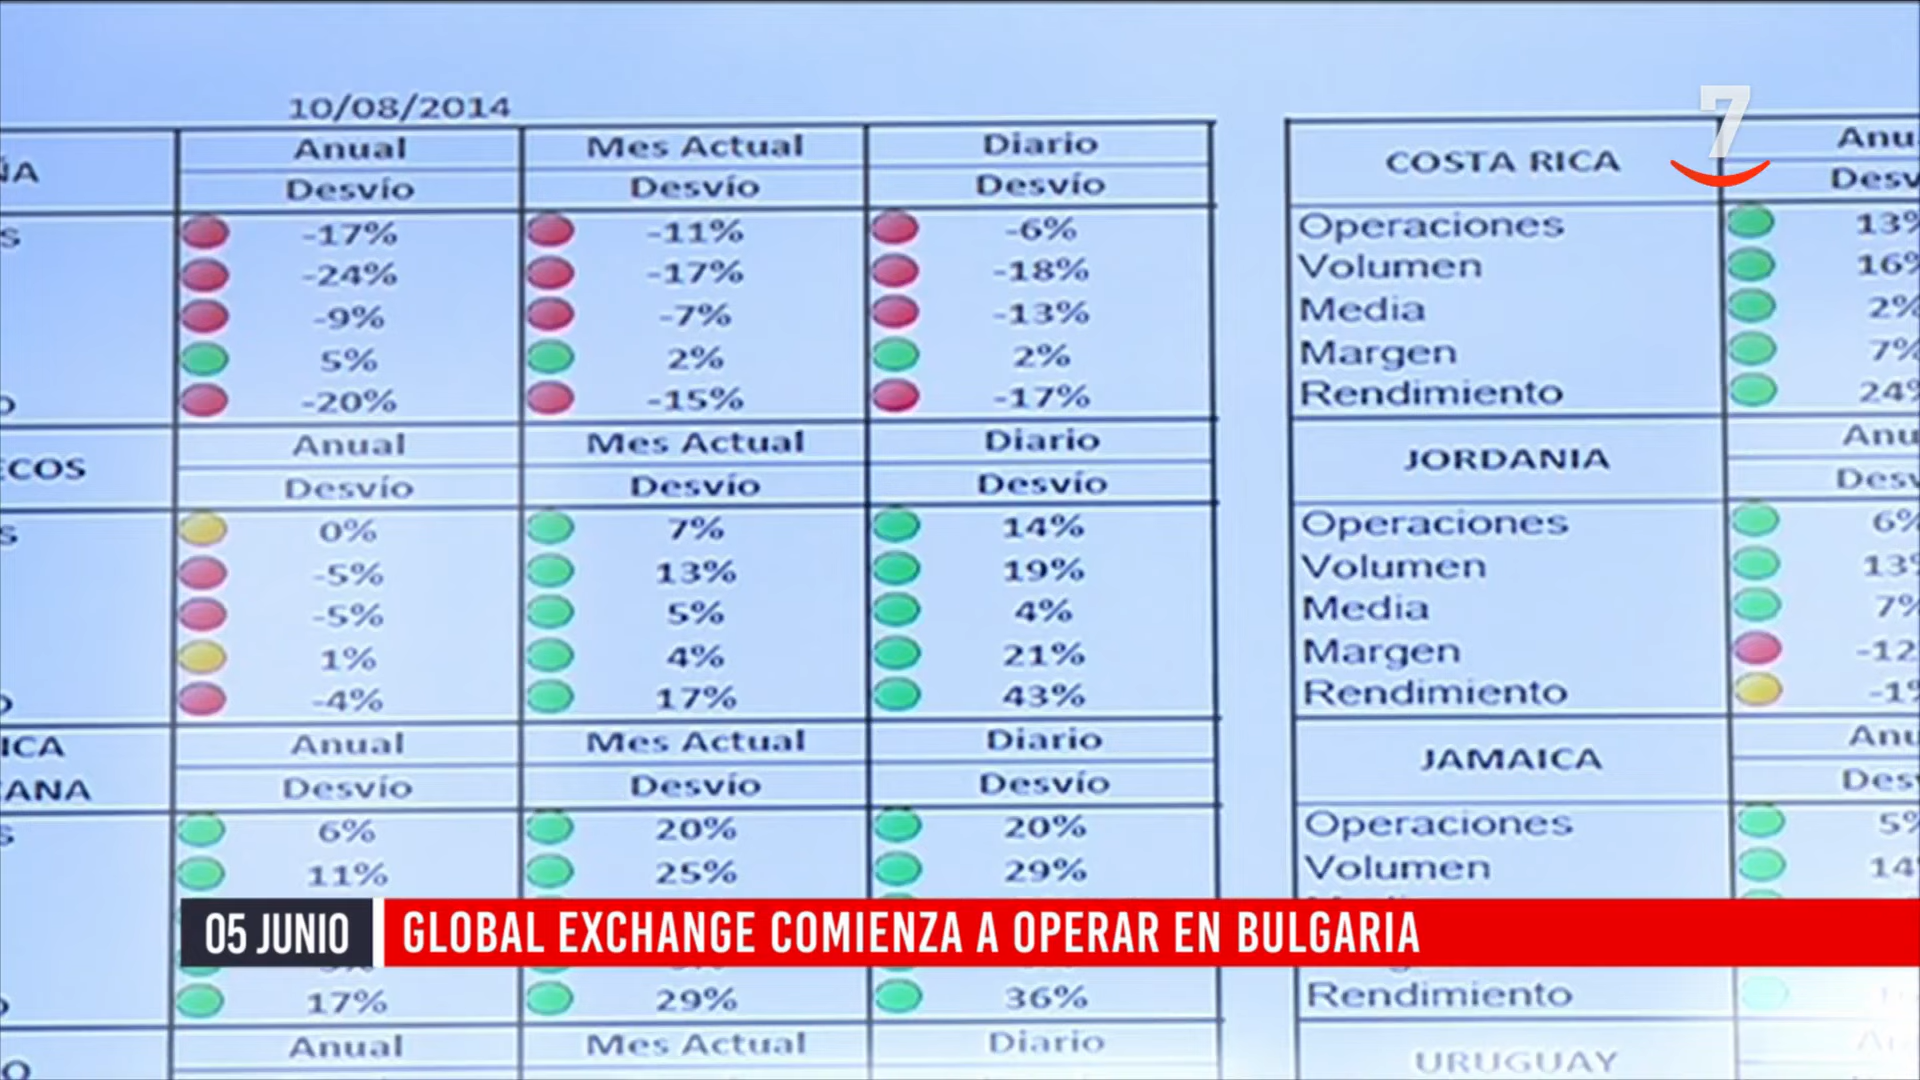 10/08/2014
Anual Mes Actual Diario
Desvío Desvío Desvío
-17% -11% -6%
-24% -17% -18%
-9% -7% -13%
5% 2% 2%
-20% -15% -17%
Anual Mes Actual Diario
Desvío Desvío Desvío
0% 7% 14%
-5% 13% 19%
-5% 5% 4%
1% 4% 21%
-4% 17% 43%
Anual Mes Actual Diario
Desvío Desvío Desvío
6% 20% 20%
11% 25% 29%
17% 29% 36%
Anual Mes Actual Diario
7
COSTA RICA
Operaciones 13%
Volumen 16%
Media 2%
Margen 7%
Rendimiento 24%
JORDANIA
Operaciones 6%
Volumen 13%
Media 7%
Margen -12
Rendimiento -1%
JAMAICA
Operaciones 5%
Volumen 14
Rendimiento
URUGUAY
05 JUNIO GLOBAL EXCHANGE COMIENZA A OPERAR EN BULGARIA